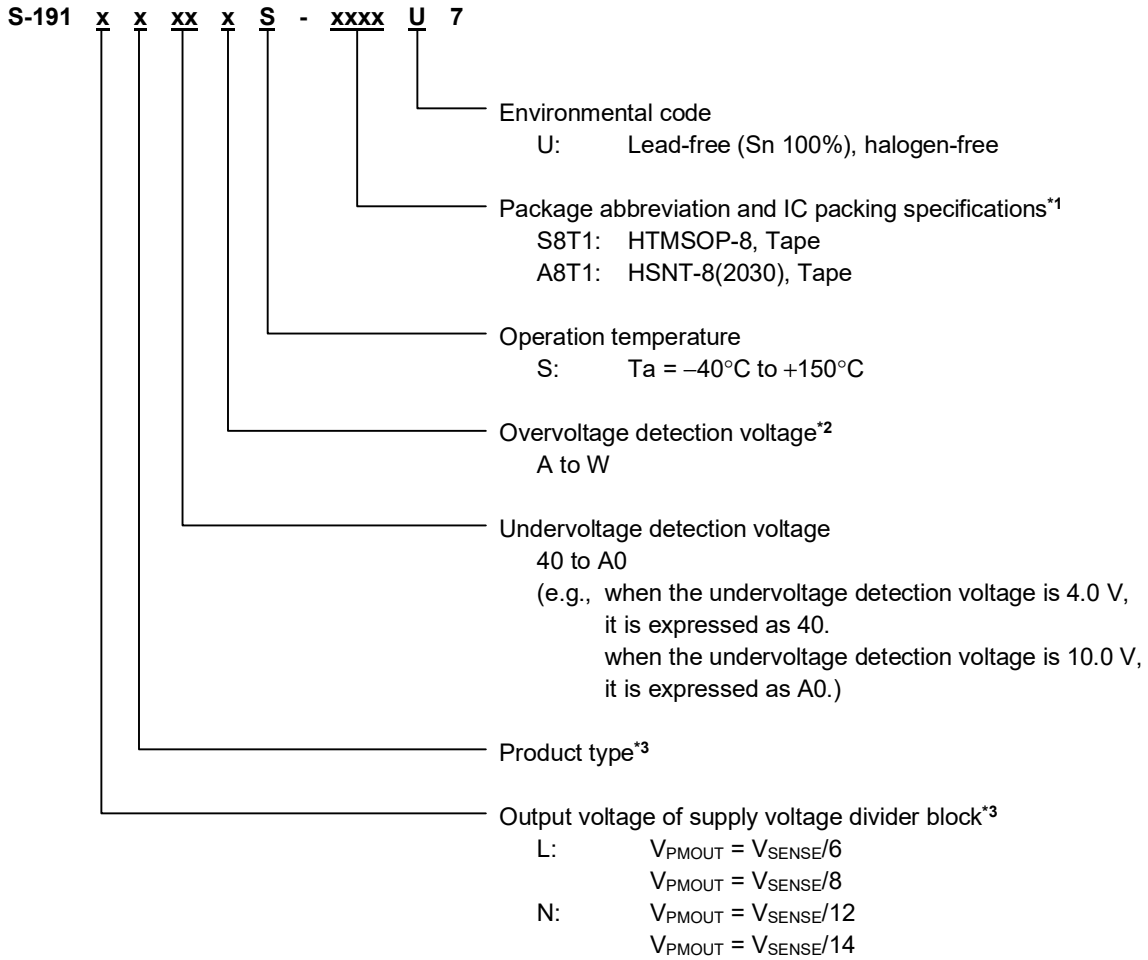 S-191 x x xx x S - xxxx U 7
Environmental code
U: Lead-free (Sn 100%), halogen-free
Package abbreviation and IC packing specifications*1
S8T1: HTMSOP-8, Tape
A8T1: HSNT-8(2030), Tape
Operation temperature
S: Ta = −40°C to +150°C
Overvoltage detection voltage*2
A to W
Undervoltage detection voltage
40 to A0
(e.g., when the undervoltage detection voltage is 4.0 V,
it is expressed as 40.
when the undervoltage detection voltage is 10.0 V,
it is expressed as A0.)
Product type*3
Output voltage of supply voltage divider block*3
L: VPMOUT = VSENSE/6
VPMOUT = VSENSE/8
N: VPMOUT = VSENSE/12
VPMOUT = VSENSE/14